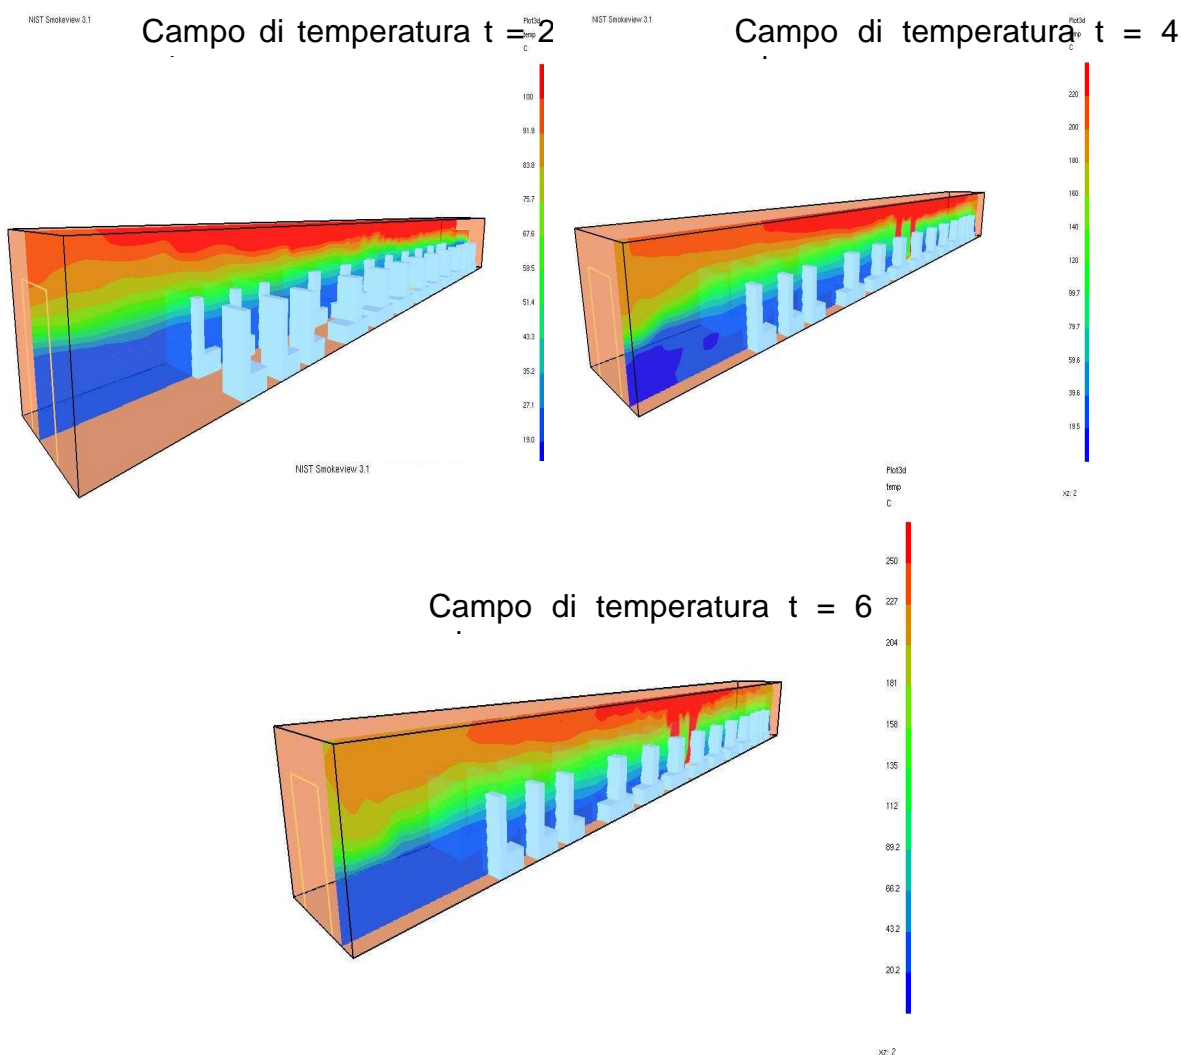 NIST Smokeview 3.1
Campo di temperatura t = 2
Plot3d
temp
C
100
91.9
83.8
75.7
67.6
59.5
51.4
43.3
35.2
27.1
19.0
NIST Smokeview 3.1
Campo di temperatura t = 4
Plot3d
temp
C
220
200
180
160
140
120
99.7
79.7
59.6
39.6
19.5
xz: 2
NIST Smokeview 3.1
Campo di temperatura t = 6
Plot3d
temp
C
250
227
204
181
158
135
112
89.2
66.2
43.2
20.2
xz: 2